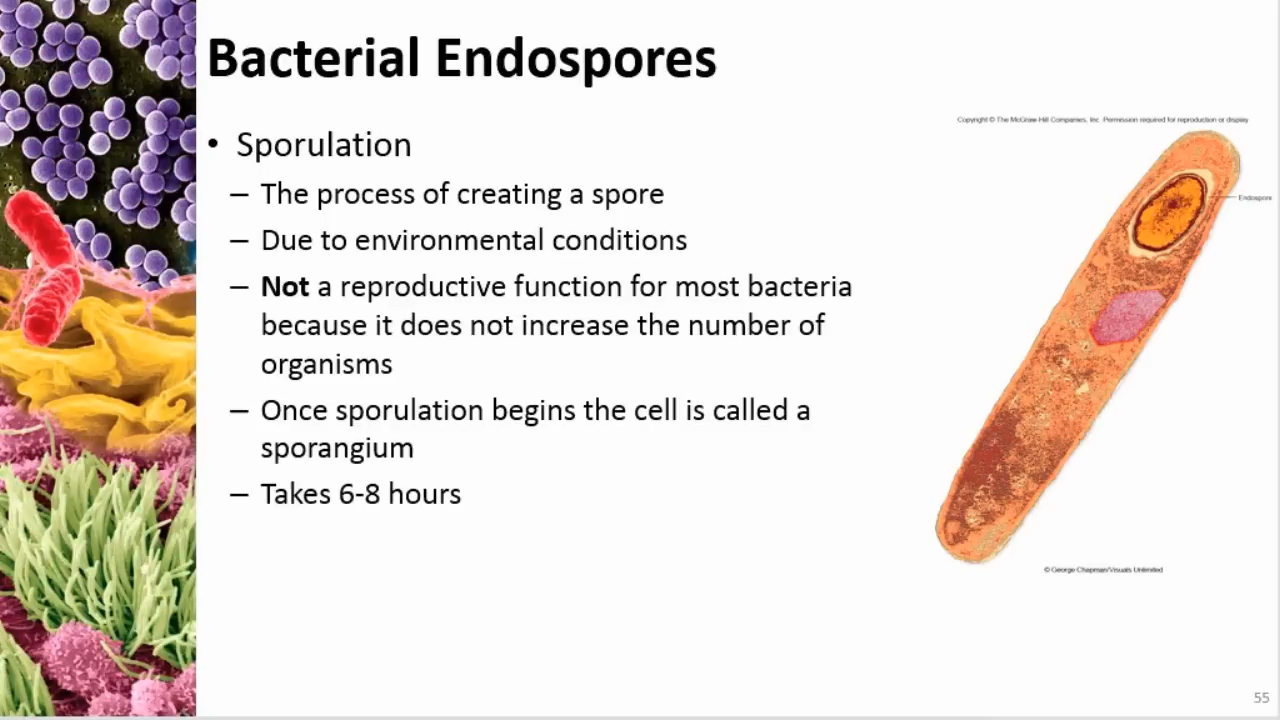 Bacterial Endospores
Copyright © The McGraw-Hill Companies, Inc. Permission required for reproduction or display
• Sporulation
– The process of creating a spore
– Due to environmental conditions
– Not a reproductive function for most bacteria
because it does not increase the number of
organisms
– Once sporulation begins the cell is called a
sporangium
– Takes 6-8 hours
Endospore
© George Chapman/Visuals Unlimited
55